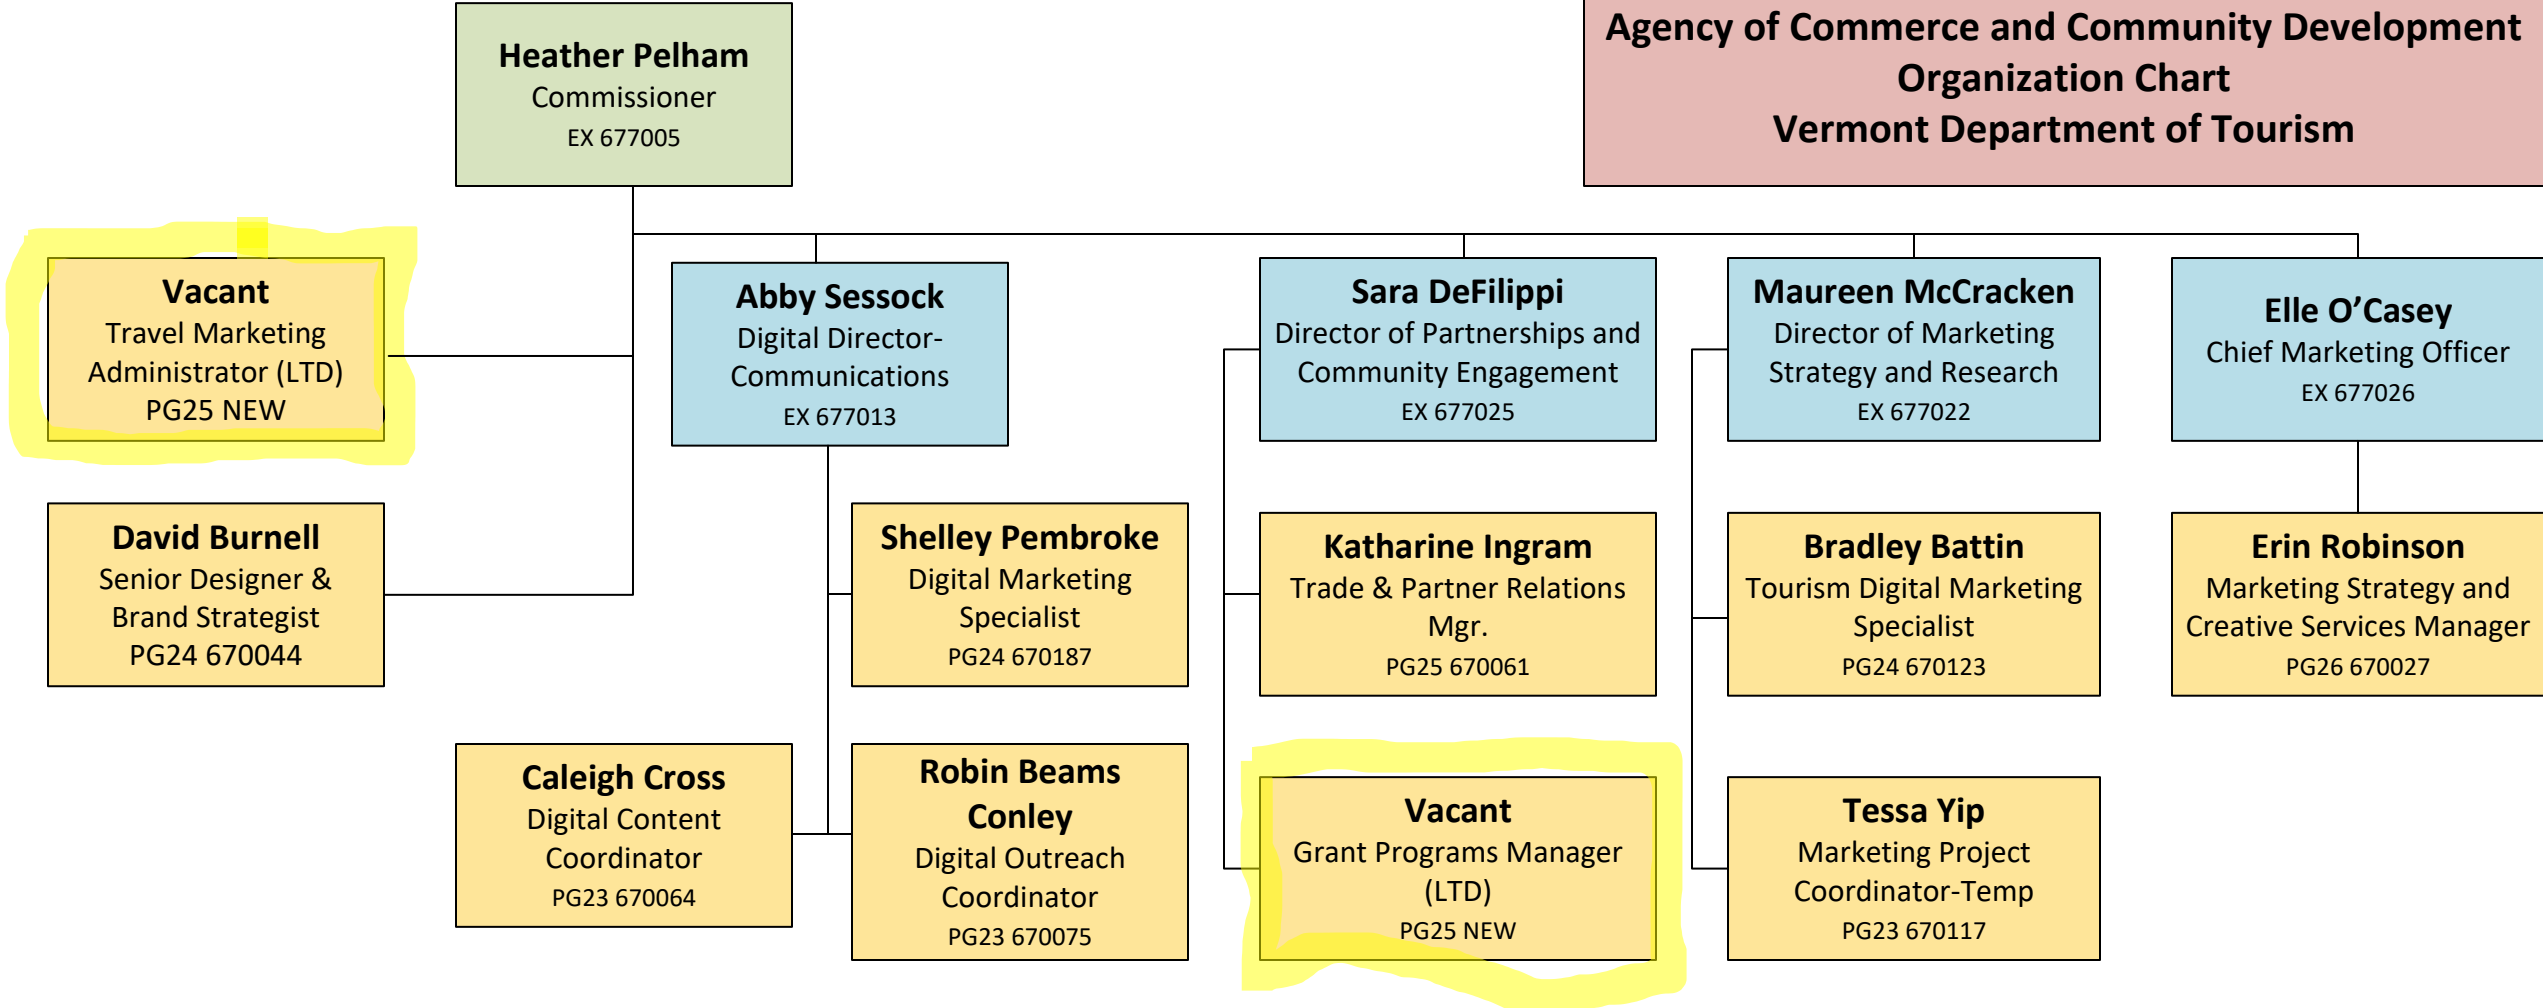 Heather Pelham
Commissioner
EX 677005
Agency of Commerce and Community Development
Organization Chart
Vermont Department of Tourism
Vacant
Travel Marketing
Administrator (LTD)
PG25 NEW
Abby Sessock
Digital Director-
Communications
EX 677013
Sara DeFilippi
Director of Partnerships and
Community Engagement
EX 677025
Maureen McCracken
Director of Marketing
Strategy and Research
EX 677022
Elle O’Casey
Chief Marketing Officer
EX 677026
David Burnell
Senior Designer &
Brand Strategist
PG24 670044
Shelley Pembroke
Digital Marketing
Specialist
PG24 670187
Katharine Ingram
Trade & Partner Relations
Mgr.
PG25 670061
Bradley Battin
Tourism Digital Marketing
Specialist
PG24 670123
Erin Robinson
Marketing Strategy and
Creative Services Manager
PG26 670027
Caleigh Cross
Digital Content
Coordinator
PG23 670064
Robin Beams
Conley
Digital Outreach
Coordinator
PG23 670075
Vacant
Grant Programs Manager
(LTD)
PG25 NEW
Tessa Yip
Marketing Project
Coordinator-Temp
PG23 670117